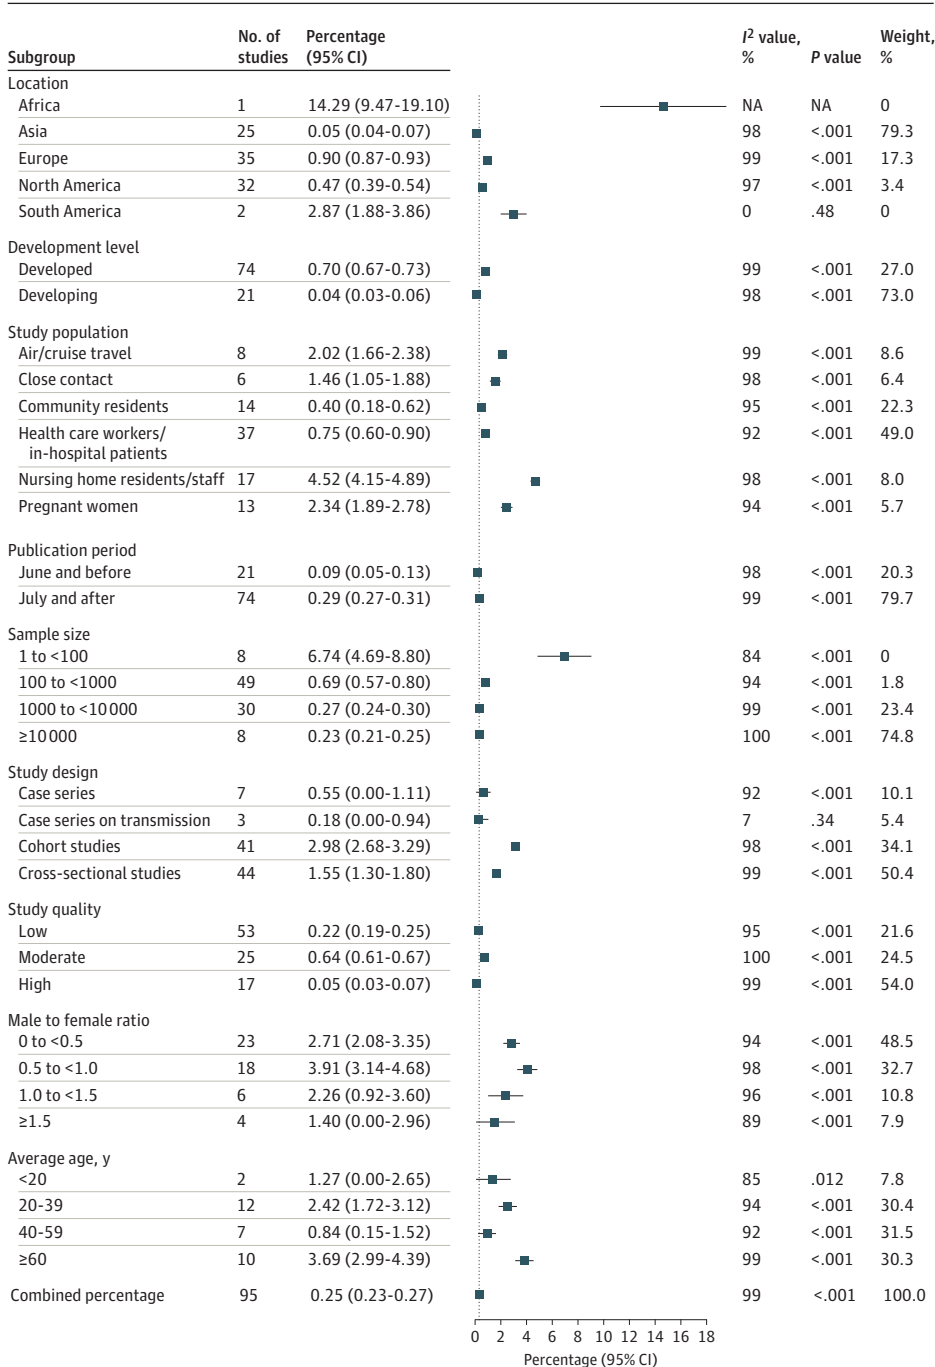 Subgroup No. of studies Percentage (95% CI) I2 value, % P value Weight, %
Location
Africa 1 14.29 (9.47-19.10) NA NA 0
Asia 25 0.05 (0.04-0.07) 98 <.001 79.3
Europe 35 0.90 (0.87-0.93) 99 <.001 17.3
North America 32 0.47 (0.39-0.54) 97 <.001 3.4
South America 2 2.87 (1.88-3.86) 0 .48 0
Development level
Developed 74 0.70 (0.67-0.73) 99 <.001 27.0
Developing 21 0.04 (0.03-0.06) 98 <.001 73.0
Study population
Air/cruise travel 8 2.02 (1.66-2.38) 99 <.001 8.6
Close contact 6 1.46 (1.05-1.88) 98 <.001 6.4
Community residents 14 0.40 (0.18-0.62) 95 <.001 22.3
Health care workers/ 37 0.75 (0.60-0.90) 92 <.001 49.0
in-hospital patients
Nursing home residents/staff 17 4.52 (4.15-4.89) 98 <.001 8.0
Pregnant women 13 2.34 (1.89-2.78) 94 <.001 5.7
Publication period
June and before 21 0.09 (0.05-0.13) 98 <.001 20.3
July and after 74 0.29 (0.27-0.31) 99 <.001 79.7
Sample size
1 to <100 8 6.74 (4.69-8.80) 84 <.001 0
100 to <1000 49 0.69 (0.57-0.80) 94 <.001 1.8
1000 to <10 000 30 0.27 (0.24-0.30) 99 <.001 23.4
≥10 000 8 0.23 (0.21-0.25) 100 <.001 74.8
Study design
Case series 7 0.55 (0.00-1.11) 92 <.001 10.1
Case series on transmission 3 0.18 (0.00-0.94) 7 .34 5.4
Cohort studies 41 2.98 (2.68-3.29) 98 <.001 34.1
Cross-sectional studies 44 1.55 (1.30-1.80) 99 <.001 50.4
Study quality
Low 53 0.22 (0.19-0.25) 95 <.001 21.6
Moderate 25 0.64 (0.61-0.67) 100 <.001 24.5
High 17 0.05 (0.03-0.07) 99 <.001 54.0
Male to female ratio
0 to <0.5 23 2.71 (2.08-3.35) 94 <.001 48.5
0.5 to <1.0 18 3.91 (3.14-4.68) 98 <.001 32.7
1.0 to <1.5 6 2.26 (0.92-3.60) 96 <.001 10.8
≥1.5 4 1.40 (0.00-2.96) 89 <.001 7.9
Average age, y
<20 2 1.27 (0.00-2.65) 85 .012 7.8
20-39 12 2.42 (1.72-3.12) 94 <.001 30.4
40-59 7 0.84 (0.15-1.52) 92 <.001 31.5
≥60 10 3.69 (2.99-4.39) 99 <.001 30.3
Combined percentage 95 0.25 (0.23-0.27) 99 <.001 100.0
0 2 4 6 8 10 12 14 16 18
Percentage (95% CI)